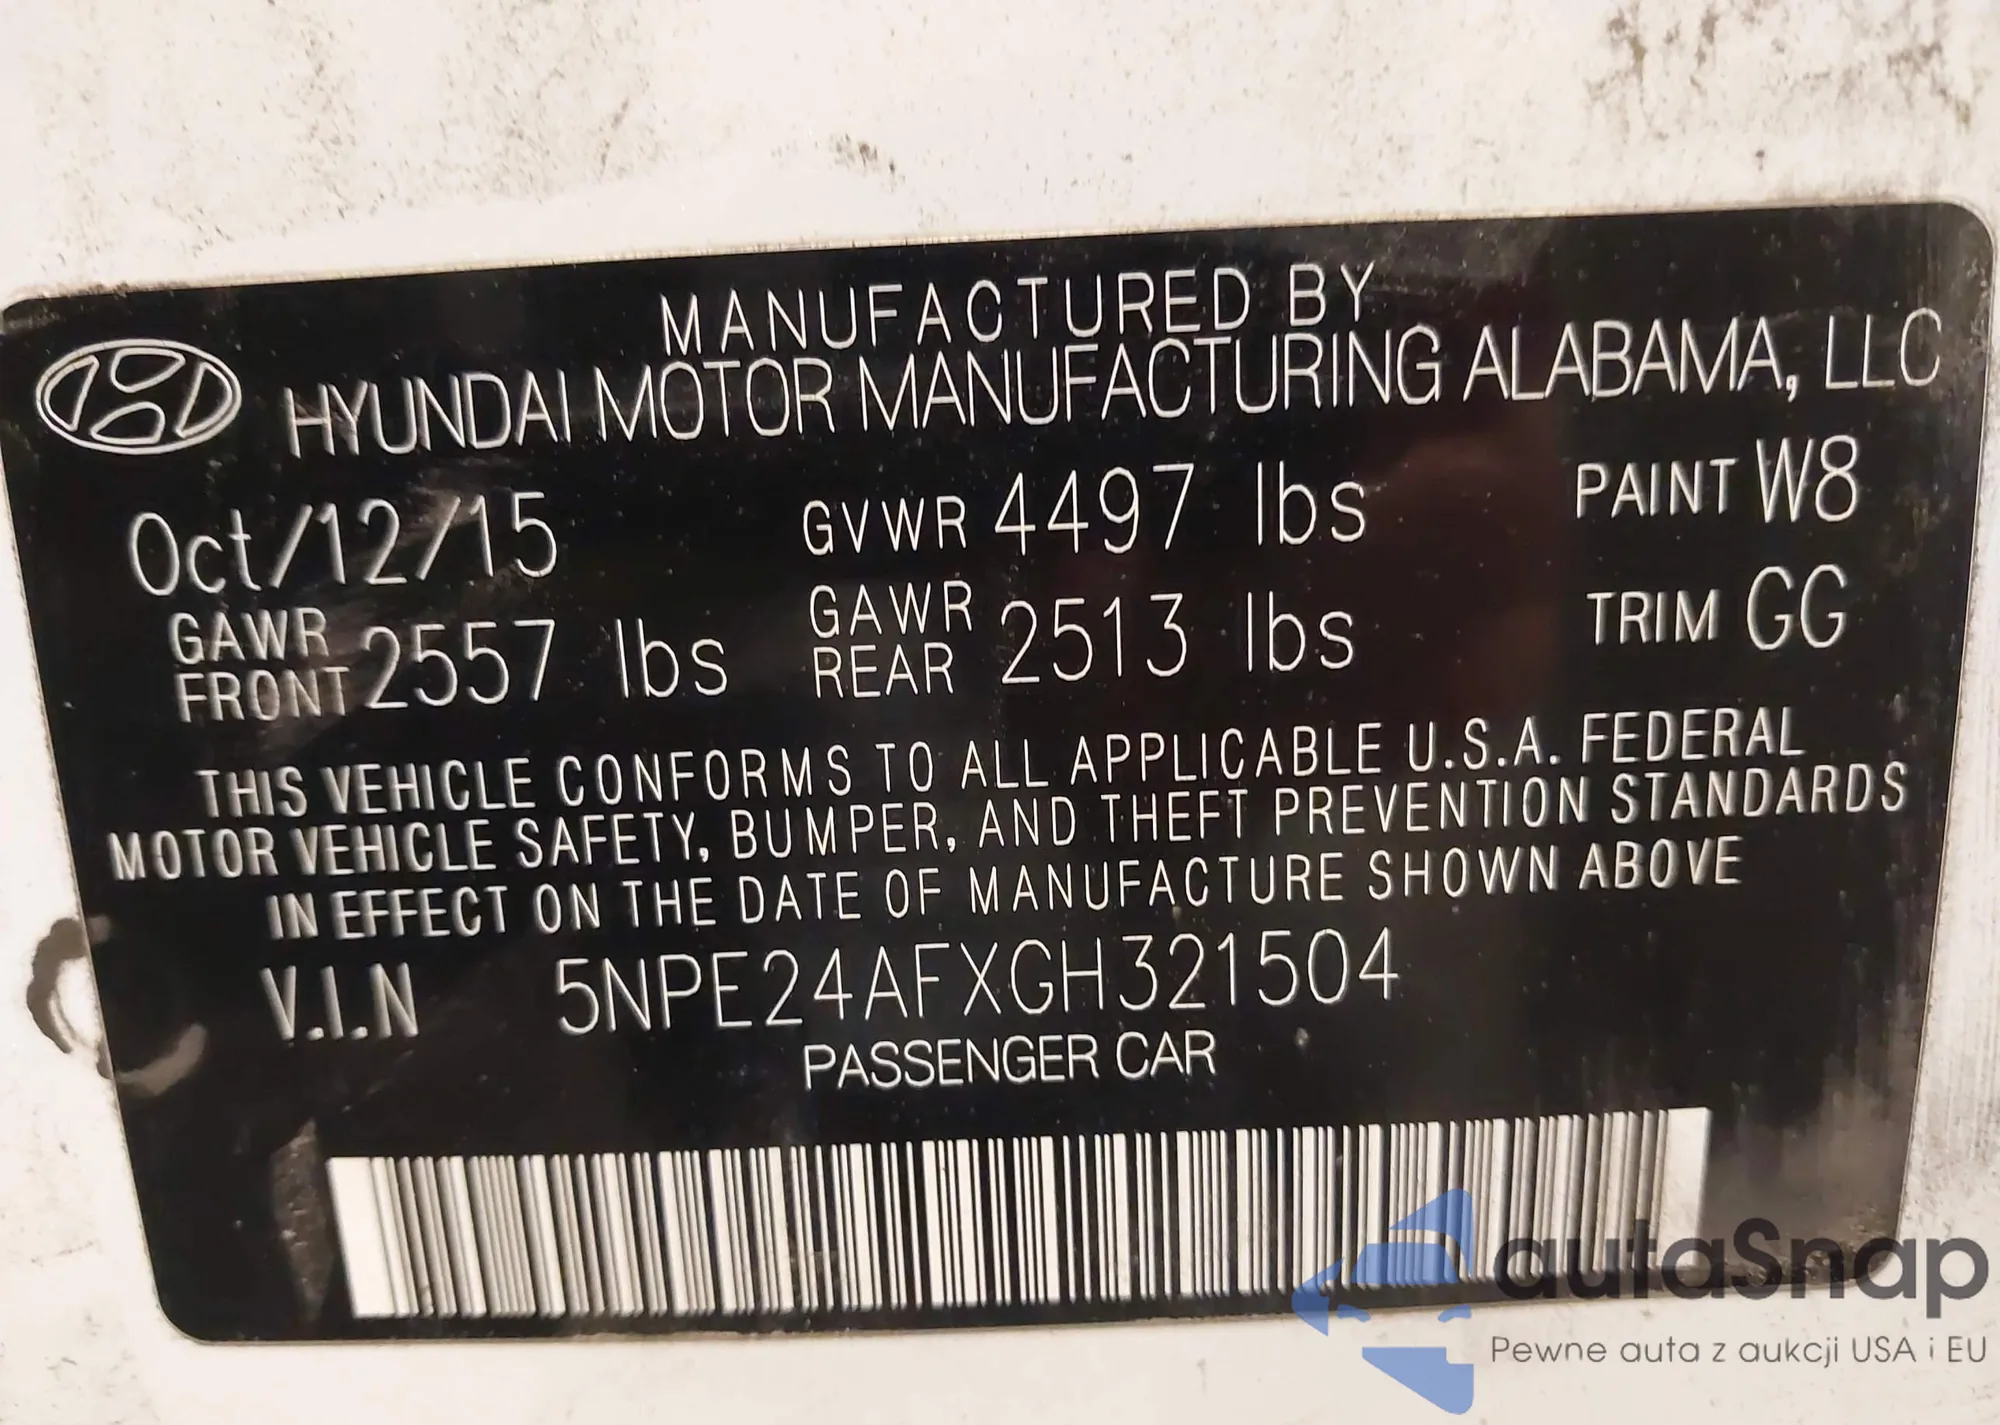 MANUFACTURED BY
HYUNDAI MOTOR MANUFACTURING ALABAMA, LLC
Oct/12/15 GVWR 4497 lbs PAINT W8
GAWR FRONT 2557 lbs GAWR REAR 2513 lbs TRIM GG
THIS VEHICLE CONFORMS TO ALL APPLICABLE U.S.A. FEDERAL
MOTOR VEHICLE SAFETY, BUMPER, AND THEFT PREVENTION STANDARDS
IN EFFECT ON THE DATE OF MANUFACTURE SHOWN ABOVE
V.I.N 5NPE24AFXGH321504
PASSENGER CAR
autaSnap
Pewne auta z aukcji USA i EU